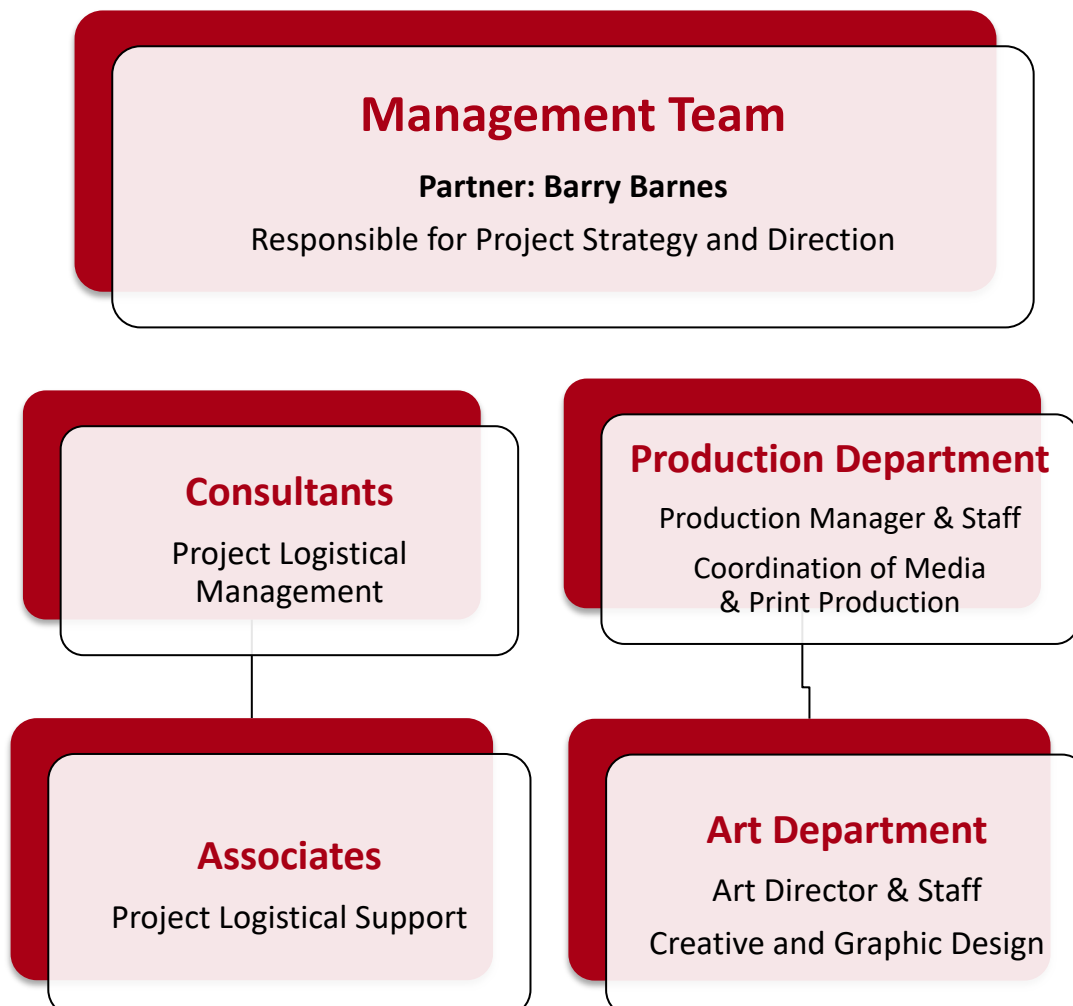 Management Team
Partner: Barry Barnes
Responsible for Project Strategy and Direction
Consultants
Project Logistical
Management
Production Department
Production Manager & Staff
Coordination of Media
& Print Production
Associates
Project Logistical Support
Art Department
Art Director & Staff
Creative and Graphic Design